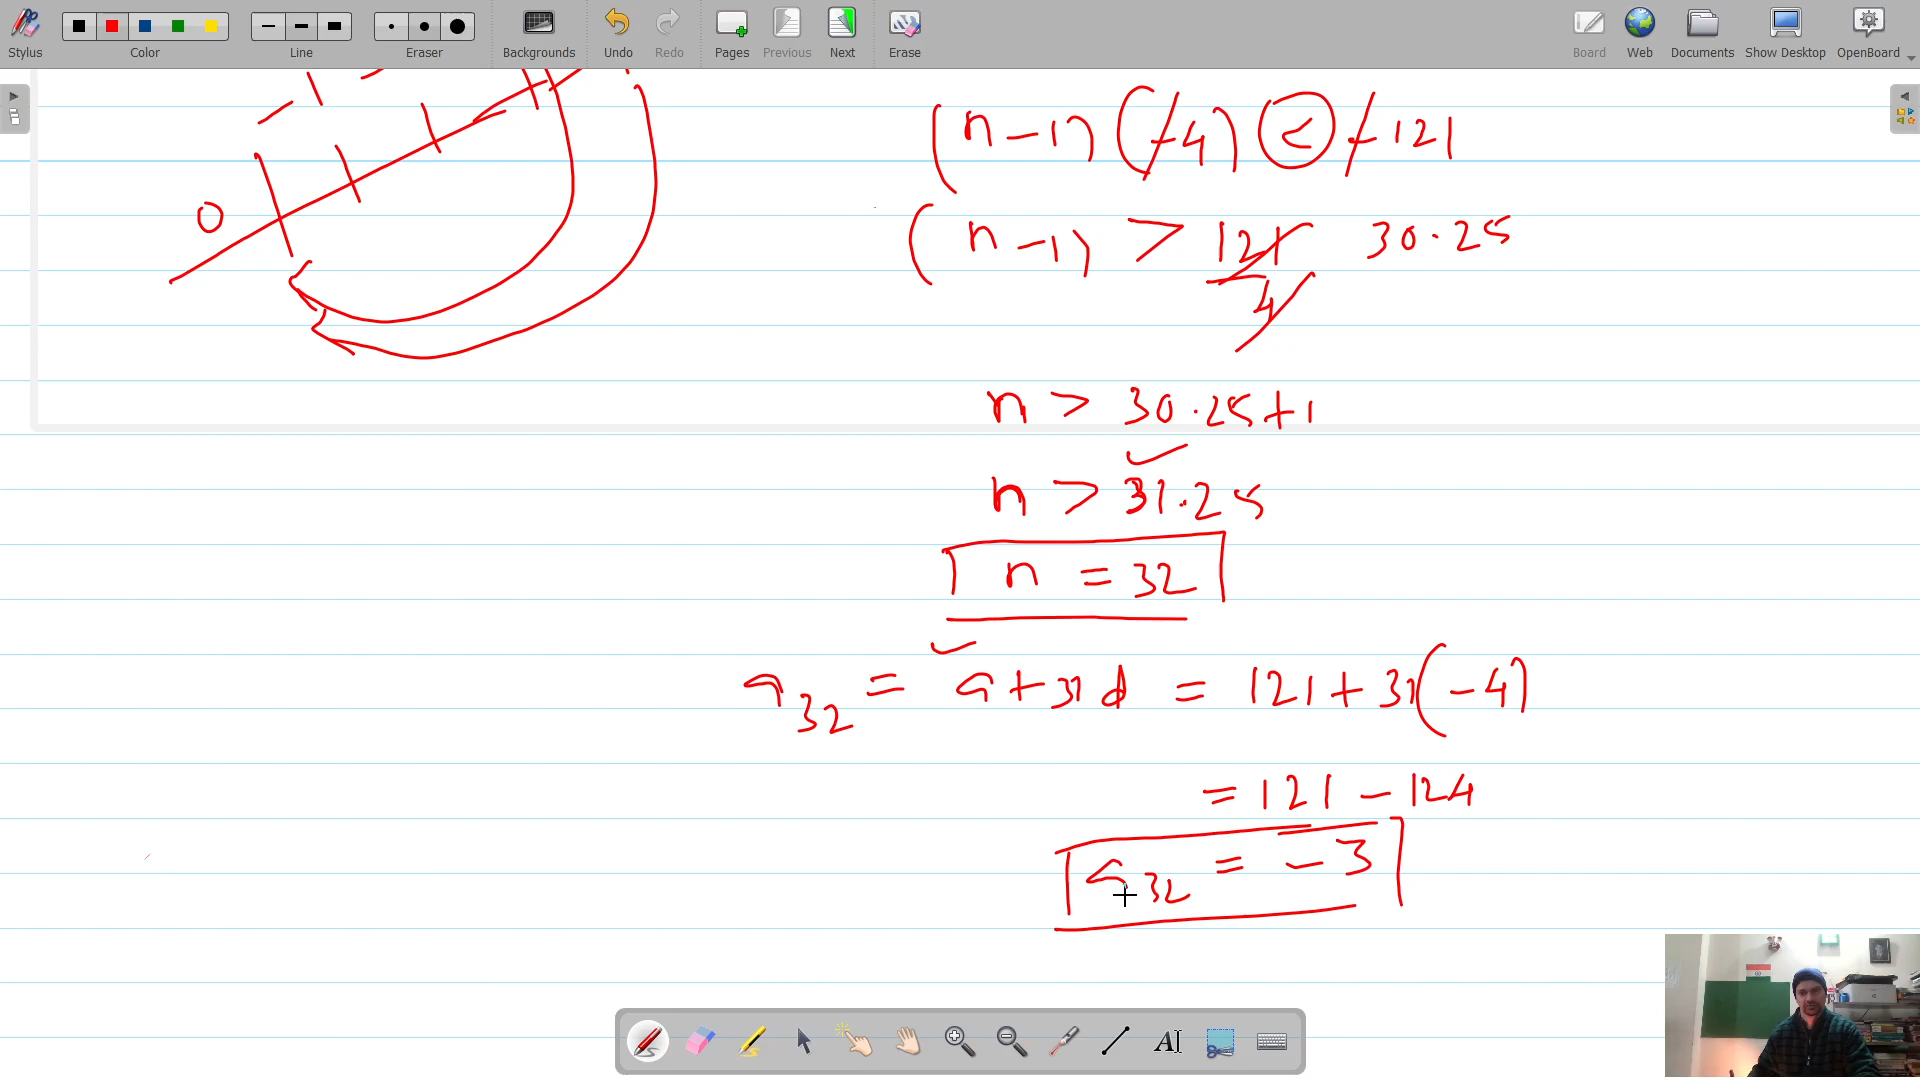 Stylus Color Line Eraser Backgrounds Undo Redo Pages Previous Next Erase Board Web Documents Show Desktop OpenBoard
0
(n-1) (-4) < -121
(n-1) > 121/4 30.25
n > 30.25+1
n > 31.25
n = 32
a32 = a+31d = 121+31(-4)
= 121-124
a32 = -3